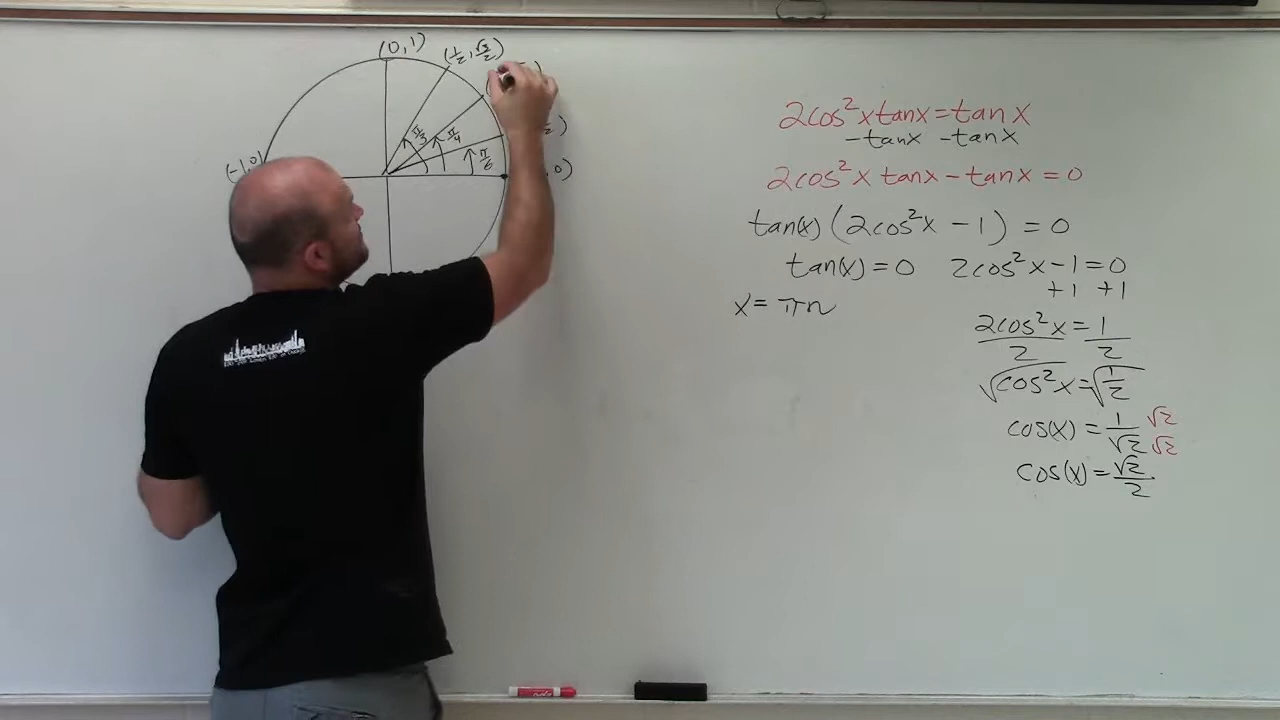 (0,1)
(1/2, √3/2)
(-1,0)
π/3
π/4
π/6
2cos²xtanx=tanx
-tanx -tanx
2cos²x tanx-tanx=0
tan(x)(2cos²x-1)=0
tan(x)=0 2cos²x-1=0
+1 +1
x=πn
2cos²x/2=1/2
√cos²x=√1/2
cos(x)=1/√2 √2/√2
cos(x)=√2/2